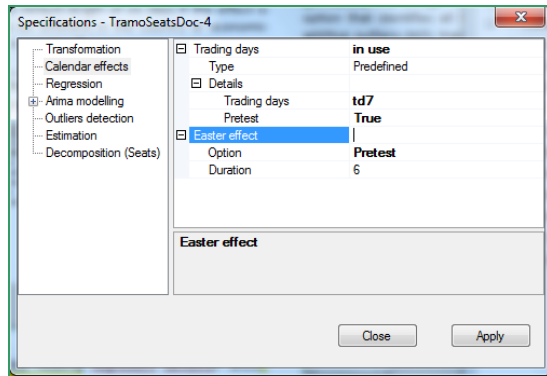 Specifications - TramoSeatsDoc-4
Transformation
Calendar effects
Regression
Arima modelling
Outliers detection
Estimation
Decomposition (Seats)
Trading days in use
Type Predefined
Details
Trading days td7
Pretest True
Easter effect
Option Pretest
Duration 6
Easter effect
Close
Apply